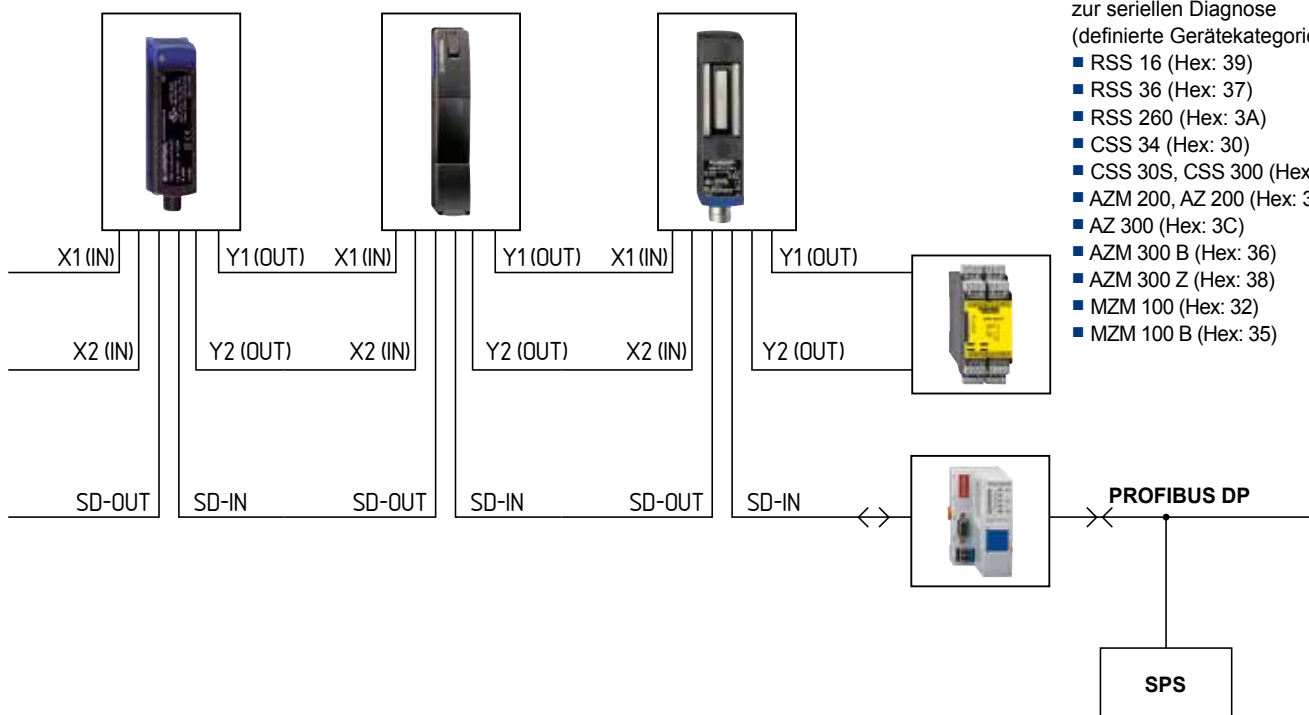 zur seriellen Diagnose
(definierte Gerätekategorie
■ RSS 16 (Hex: 39)
■ RSS 36 (Hex: 37)
■ RSS 260 (Hex: 3A)
■ CSS 34 (Hex: 30)
■ CSS 30S, CSS 300 (Hex
■ AZM 200, AZ 200 (Hex: 3
■ AZ 300 (Hex: 3C)
■ AZM 300 B (Hex: 36)
■ AZM 300 Z (Hex: 38)
■ MZM 100 (Hex: 32)
■ MZM 100 B (Hex: 35)
X1 (IN) Y1 (OUT) X1 (IN) Y1 (OUT) X1 (IN) Y1 (OUT)
X2 (IN) Y2 (OUT) X2 (IN) Y2 (OUT) X2 (IN) Y2 (OUT)
SD-OUT SD-IN SD-OUT SD-IN SD-OUT SD-IN
PROFIBUS DP
SPS